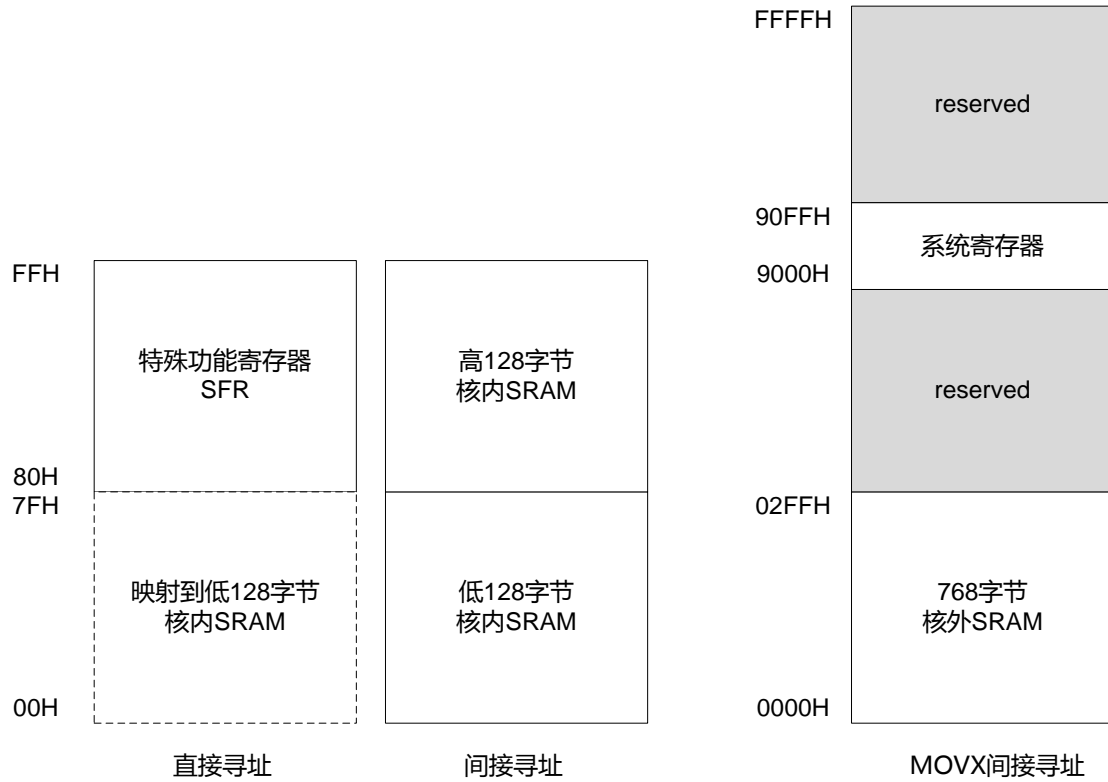 FFFFH
reserved
90FFH
系统寄存器
9000H
FFH
特殊功能寄存器
SFR
高128字节
核内SRAM
reserved
80H
7FH
02FFH
映射到低128字节
核内SRAM
低128字节
核内SRAM
768字节
核外SRAM
00H
0000H
直接寻址
间接寻址
MOVX间接寻址